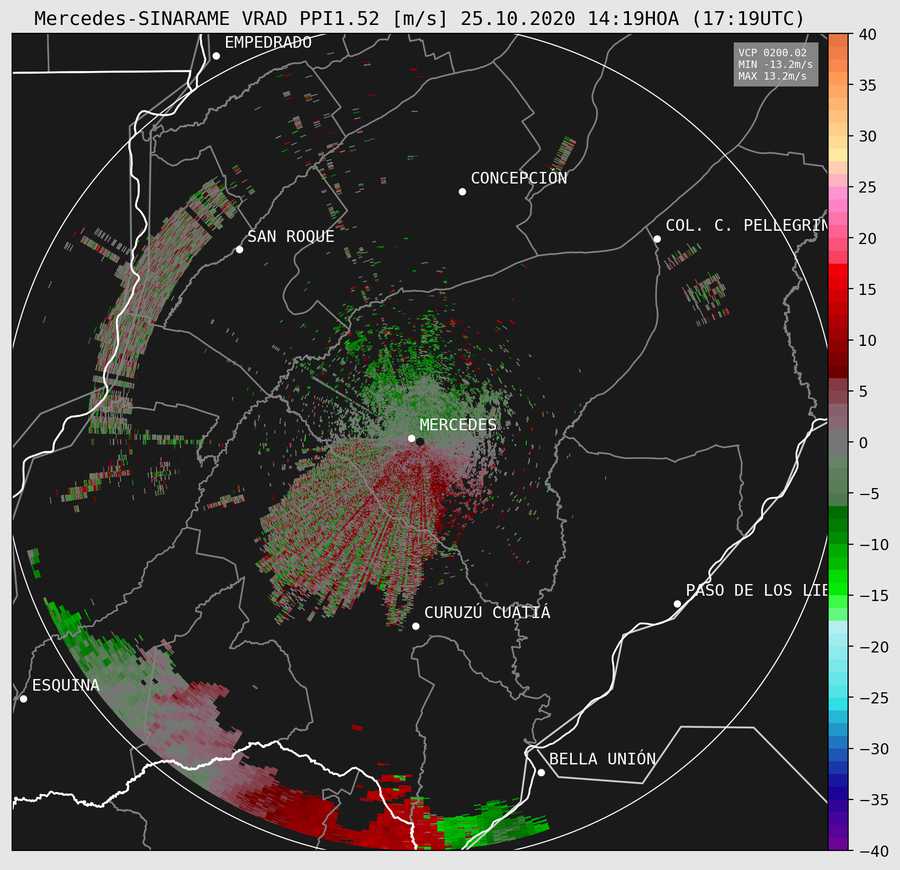 Mercedes-SINARAME VRAD PPI1.52 [m/s] 25.10.2020 14:19HOA (17:19UTC)
VCP 0200.02
MIN -13.2m/s
MAX 13.2m/s
EMPEDRADO
CONCEPCIÓN
SAN ROQUE
COL. C. PELLEGRIN
MERCEDES
PASO DE LOS LIB
CURUZÚ CUATIÁ
ESQUINA
BELLA UNIÓN
40
35
30
25
20
15
10
5
0
−5
−10
−15
−20
−25
−30
−35
−40